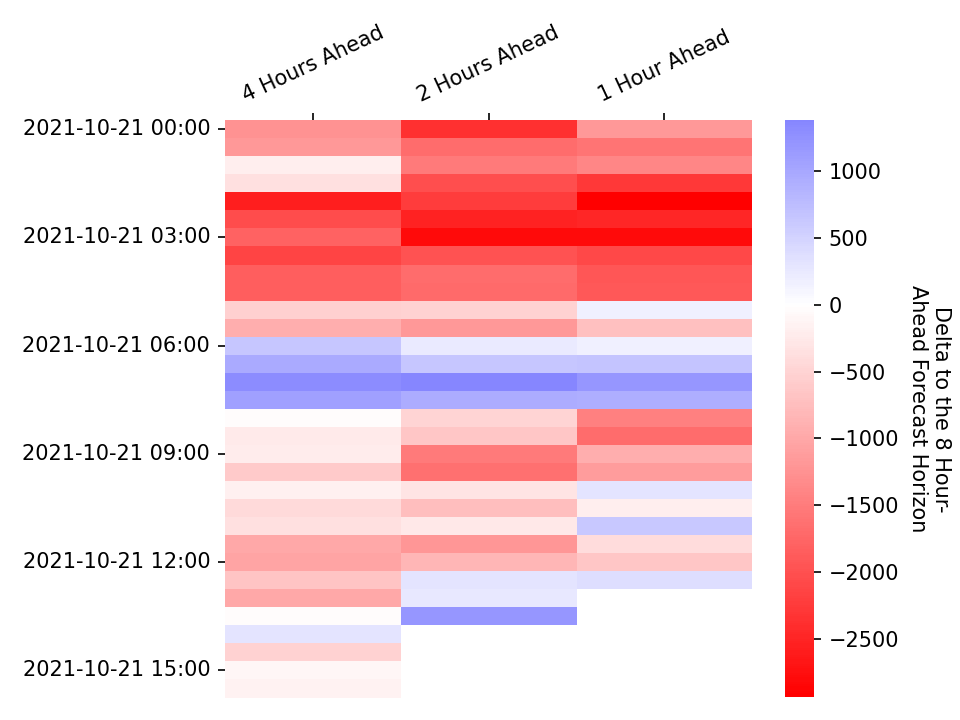 4 Hours Ahead
2 Hours Ahead
1 Hour Ahead
2021-10-21 00:00
2021-10-21 03:00
2021-10-21 06:00
2021-10-21 09:00
2021-10-21 12:00
2021-10-21 15:00
1000
500
0
−500
−1000
−1500
−2000
−2500
Delta to the 8 Hour-
Ahead Forecast Horizon